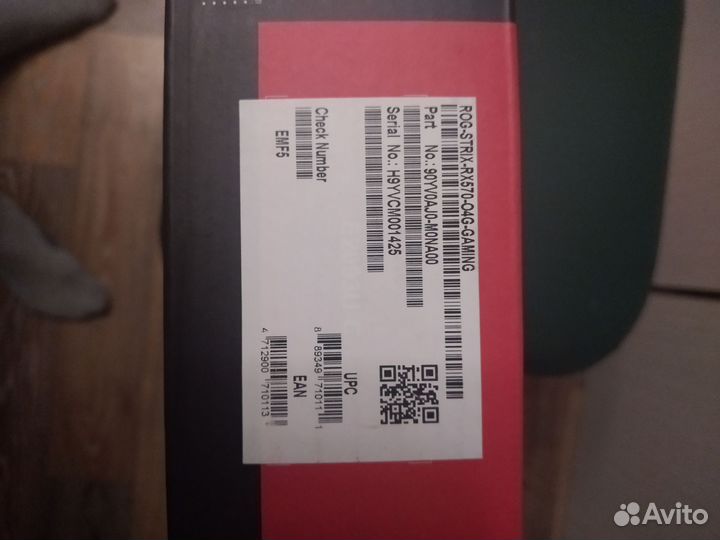 ROG-STRIX-RX570-O4G-GAMING
Part No.: 90YV0AJ0-M0NA00
Serial No.: H9YVCM001425
Check Number
EMF5
UPC
8 89349 71011 1
EAN
4 712900 710113
Avito